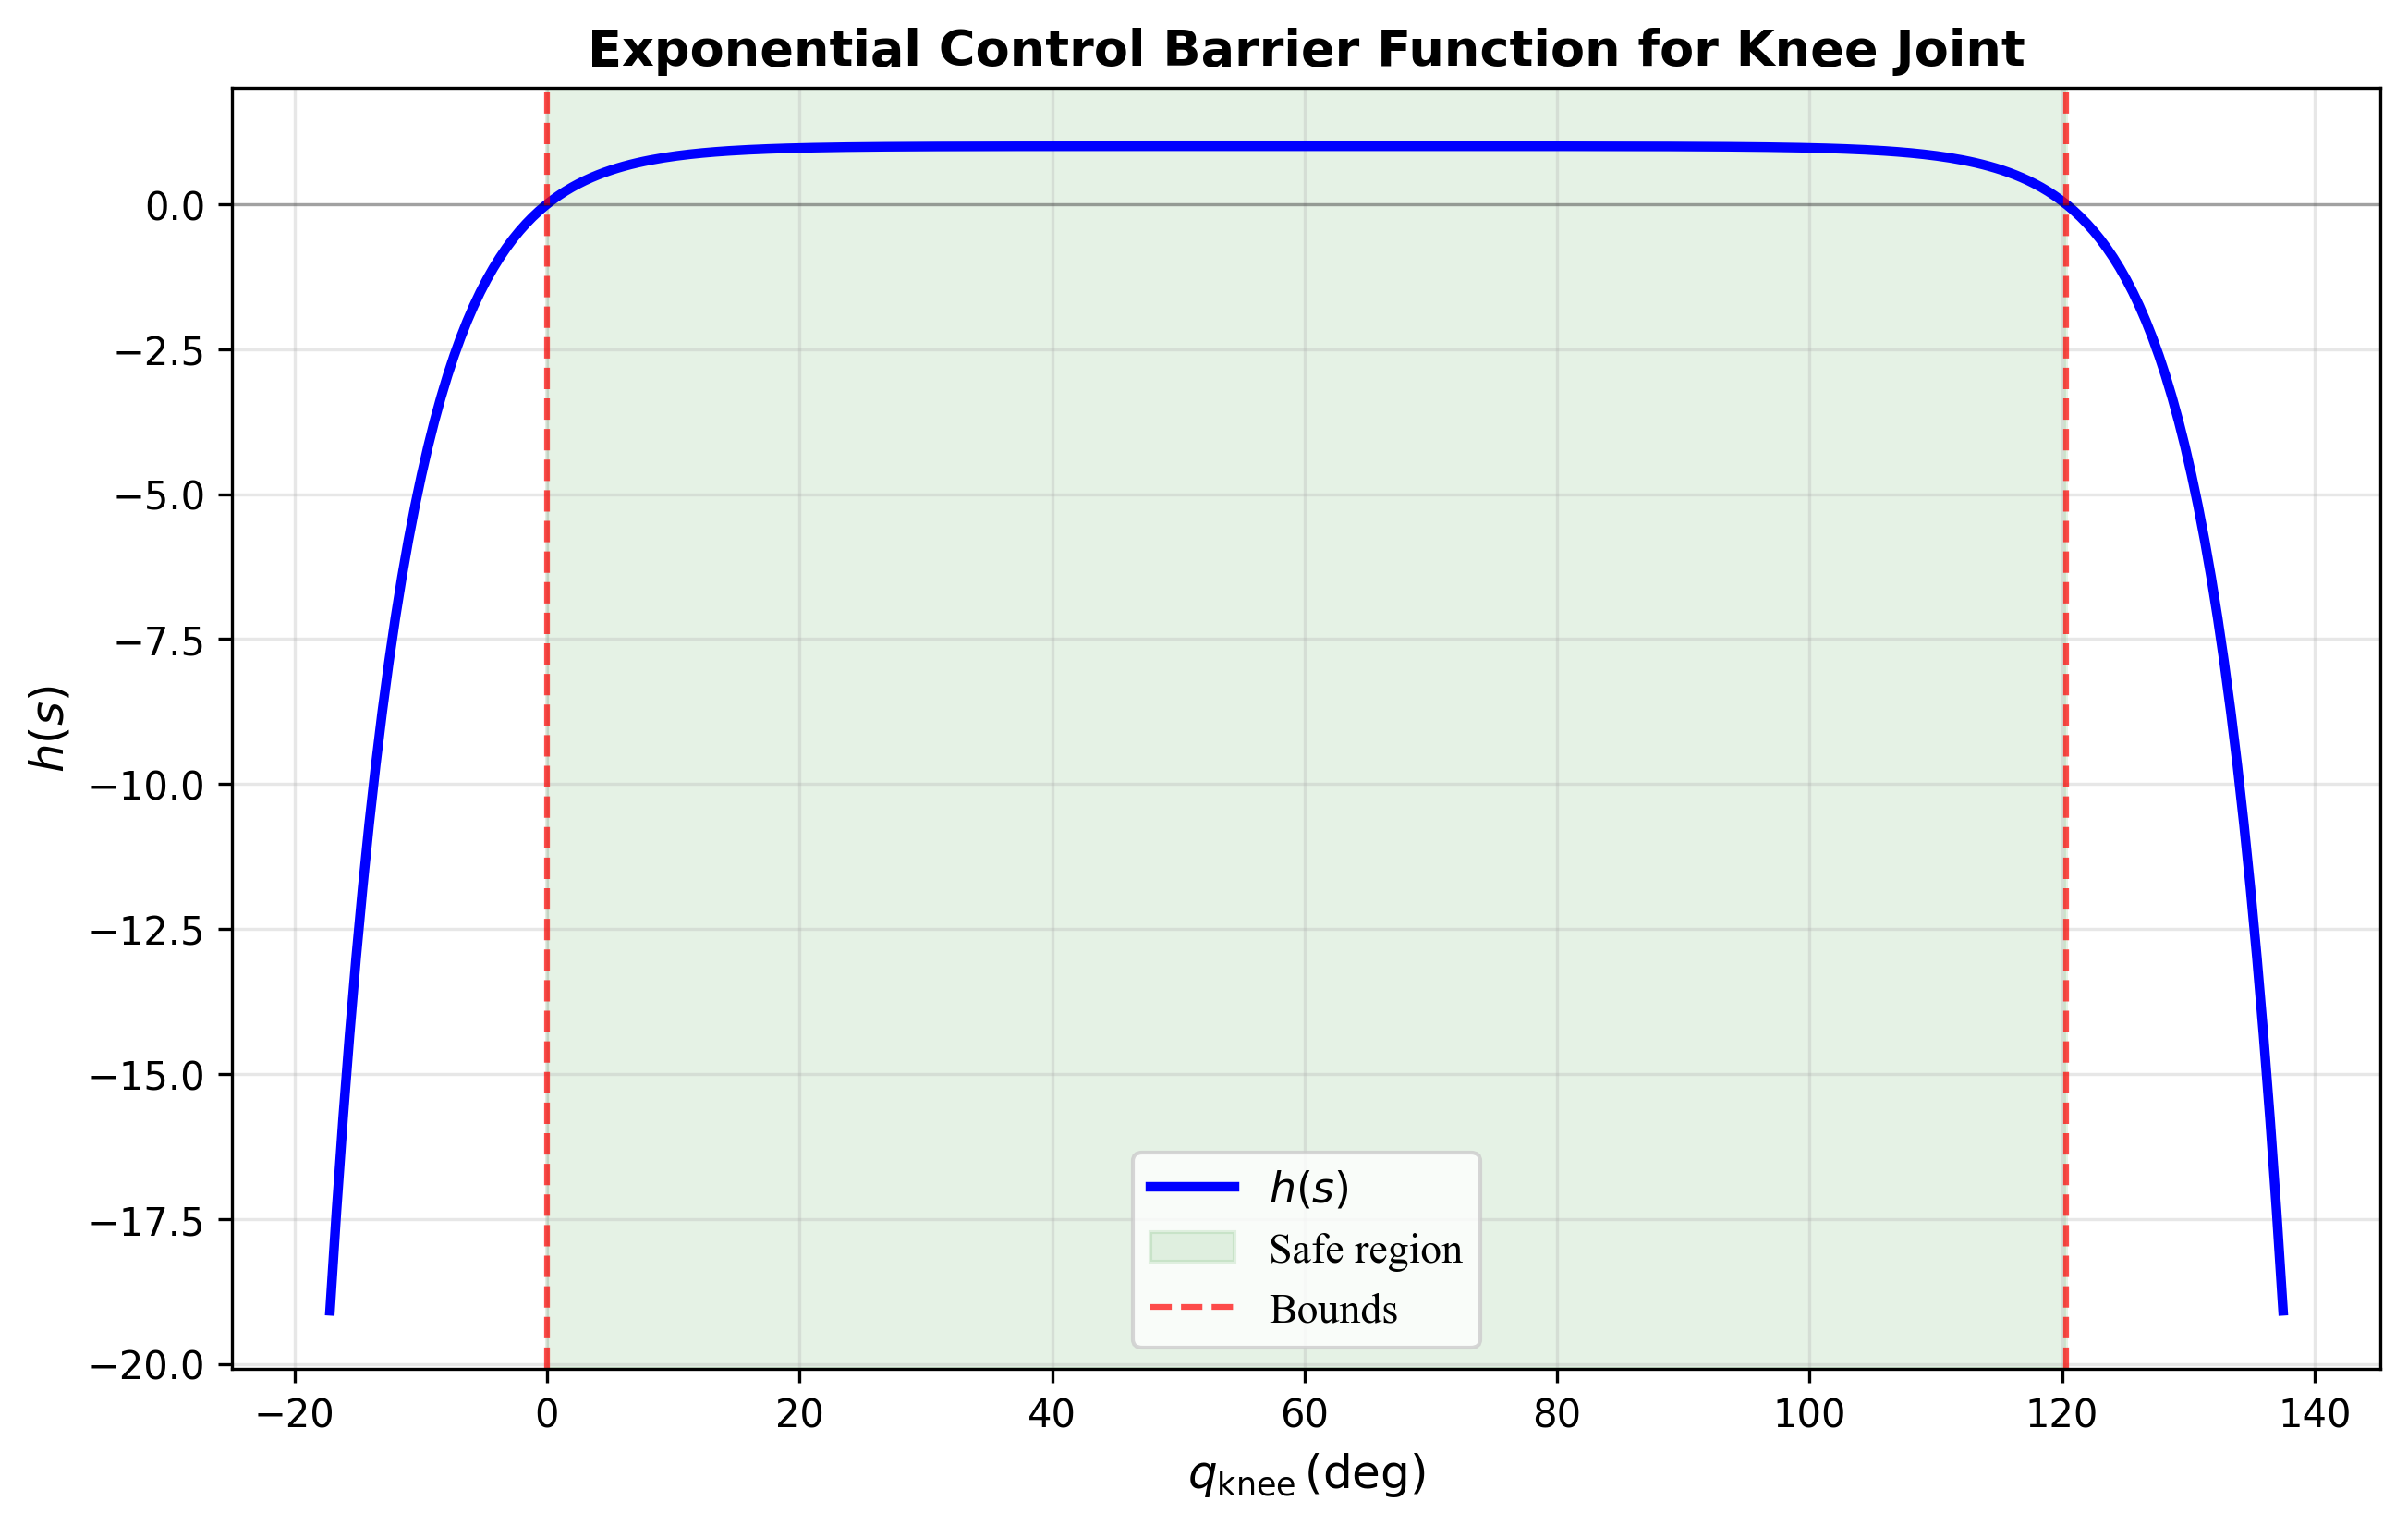 Exponential Control Barrier Function for Knee Joint
h(s)
0.0
−2.5
−5.0
−7.5
−10.0
−12.5
−15.0
−17.5
−20.0
h(s)
Safe region
Bounds
−20 0 20 40 60 80 100 120 140
q_knee (deg)